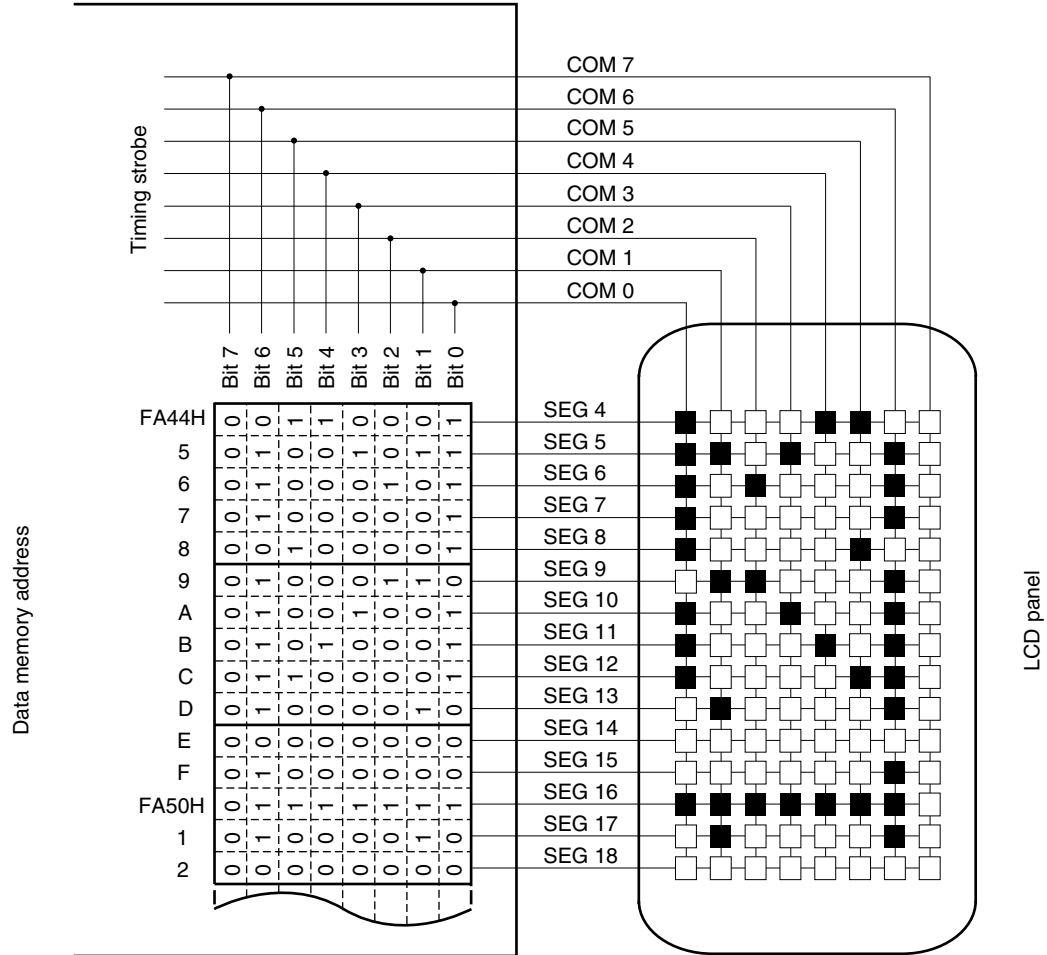 COM 7
COM 6
COM 5
COM 4
COM 3
COM 2
COM 1
COM 0
Timing strobe
Bit 7 Bit 6 Bit 5 Bit 4 Bit 3 Bit 2 Bit 1 Bit 0
Data memory address
FA44H 0 0 1 1 0 0 0 1 SEG 4
5 0 1 0 0 1 0 1 1 SEG 5
6 0 1 0 0 0 1 0 1 SEG 6
7 0 1 0 0 0 0 0 1 SEG 7
8 0 0 1 0 0 0 0 1 SEG 8
9 0 1 0 0 0 1 1 0 SEG 9
A 0 1 0 0 1 0 0 1 SEG 10
B 0 1 0 1 0 0 0 1 SEG 11
C 0 1 1 0 0 0 0 1 SEG 12
D 0 1 0 0 0 0 1 0 SEG 13
E 0 0 0 0 0 0 0 0 SEG 14
F 0 1 0 0 0 0 0 0 SEG 15
FA50H 0 1 1 1 1 1 1 1 SEG 16
1 0 1 0 0 0 0 1 0 SEG 17
2 0 0 0 0 0 0 0 0 SEG 18
LCD panel